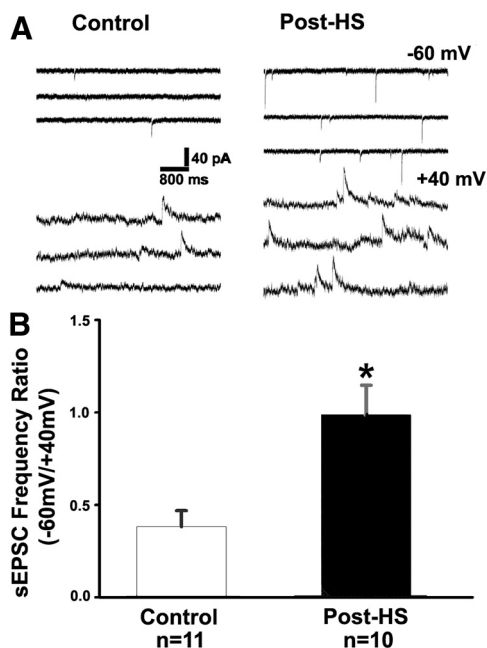 A
Control
Post-HS
-60 mV
40 pA
800 ms
+40 mV
B
sEPSC Frequency Ratio
(-60mV/+40mV)
1.5
1.0
0.5
0.0
*
Control
n=11
Post-HS
n=10